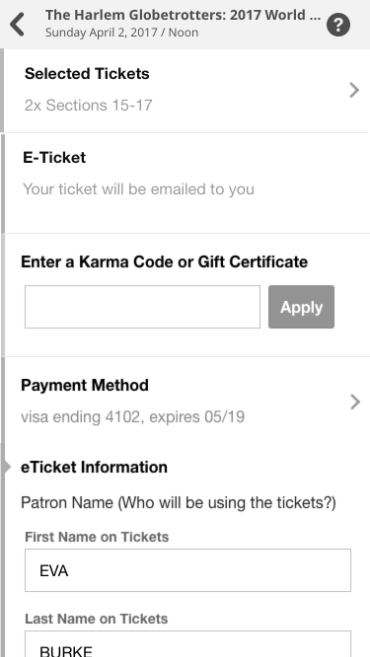 The Harlem Globetrotters: 2017 World ...
Sunday April 2, 2017 / Noon
?
Selected Tickets
2x Sections 15-17
E-Ticket
Your ticket will be emailed to you
Enter a Karma Code or Gift Certificate
Apply
Payment Method
visa ending 4102, expires 05/19
eTicket Information
Patron Name (Who will be using the tickets?)
First Name on Tickets
EVA
Last Name on Tickets
BURKE